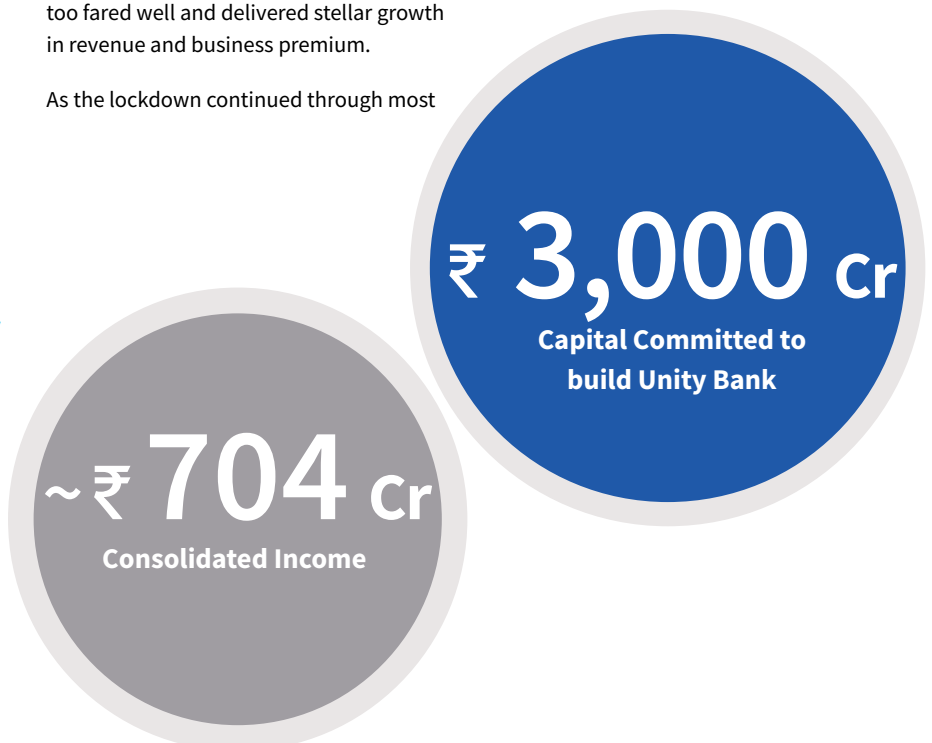 too fared well and delivered stellar growth
in revenue and business premium.
As the lockdown continued through most
₹ 3,000 Cr
Capital Committed to
build Unity Bank
~₹ 704 Cr
Consolidated Income